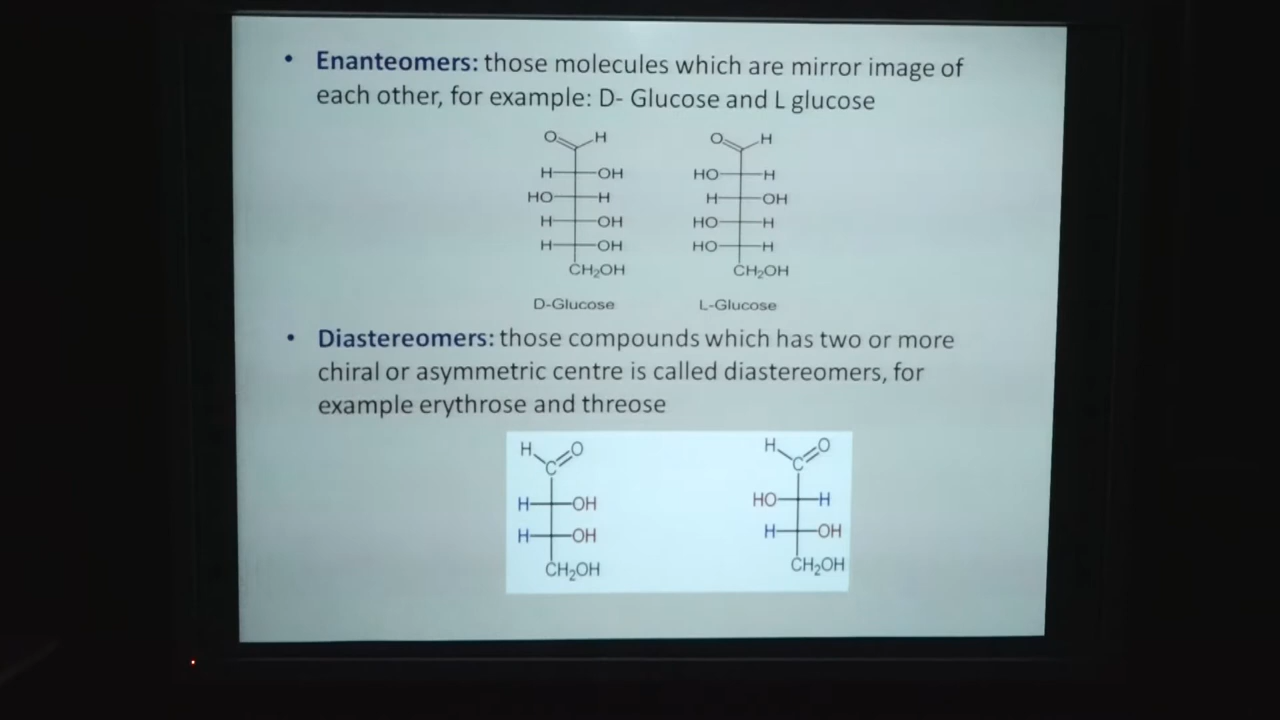 • Enanteomers: those molecules which are mirror image of
each other, for example: D- Glucose and L glucose
O H O H
H OH HO H
HO H H OH
H OH HO H
H OH HO H
CH₂OH CH₂OH
D-Glucose L-Glucose
• Diastereomers: those compounds which has two or more
chiral or asymmetric centre is called diastereomers, for
example erythrose and threose
H O H O
C C
H OH HO H
H OH H OH
CH₂OH CH₂OH